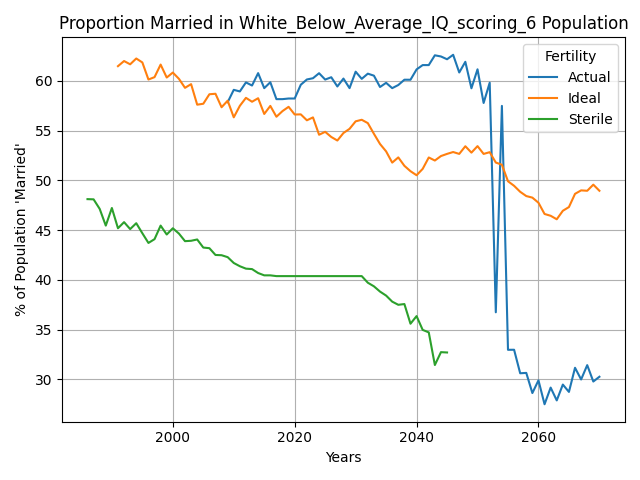 Proportion Married in White_Below_Average_IQ_scoring_6 Population
Fertility
Actual
Ideal
Sterile
% of Population 'Married'
60
55
50
45
40
35
30
2000
2020
2040
2060
Years